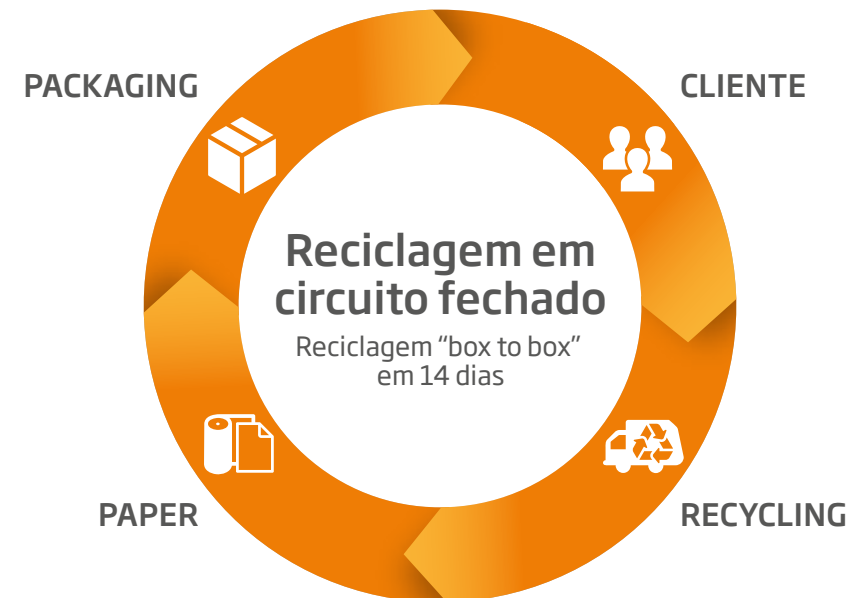 PACKAGING
CLIENTE
Reciclagem em
circuito fechado
Reciclagem “box to box”
em 14 dias
PAPER
RECYCLING